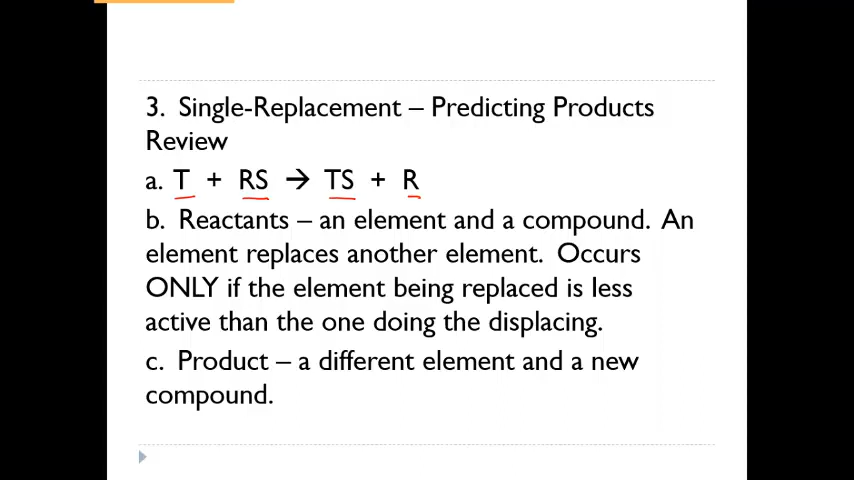 3. Single-Replacement – Predicting Products
Review
a. T + RS → TS + R
b. Reactants – an element and a compound. An
element replaces another element. Occurs
ONLY if the element being replaced is less
active than the one doing the displacing.
c. Product – a different element and a new
compound.